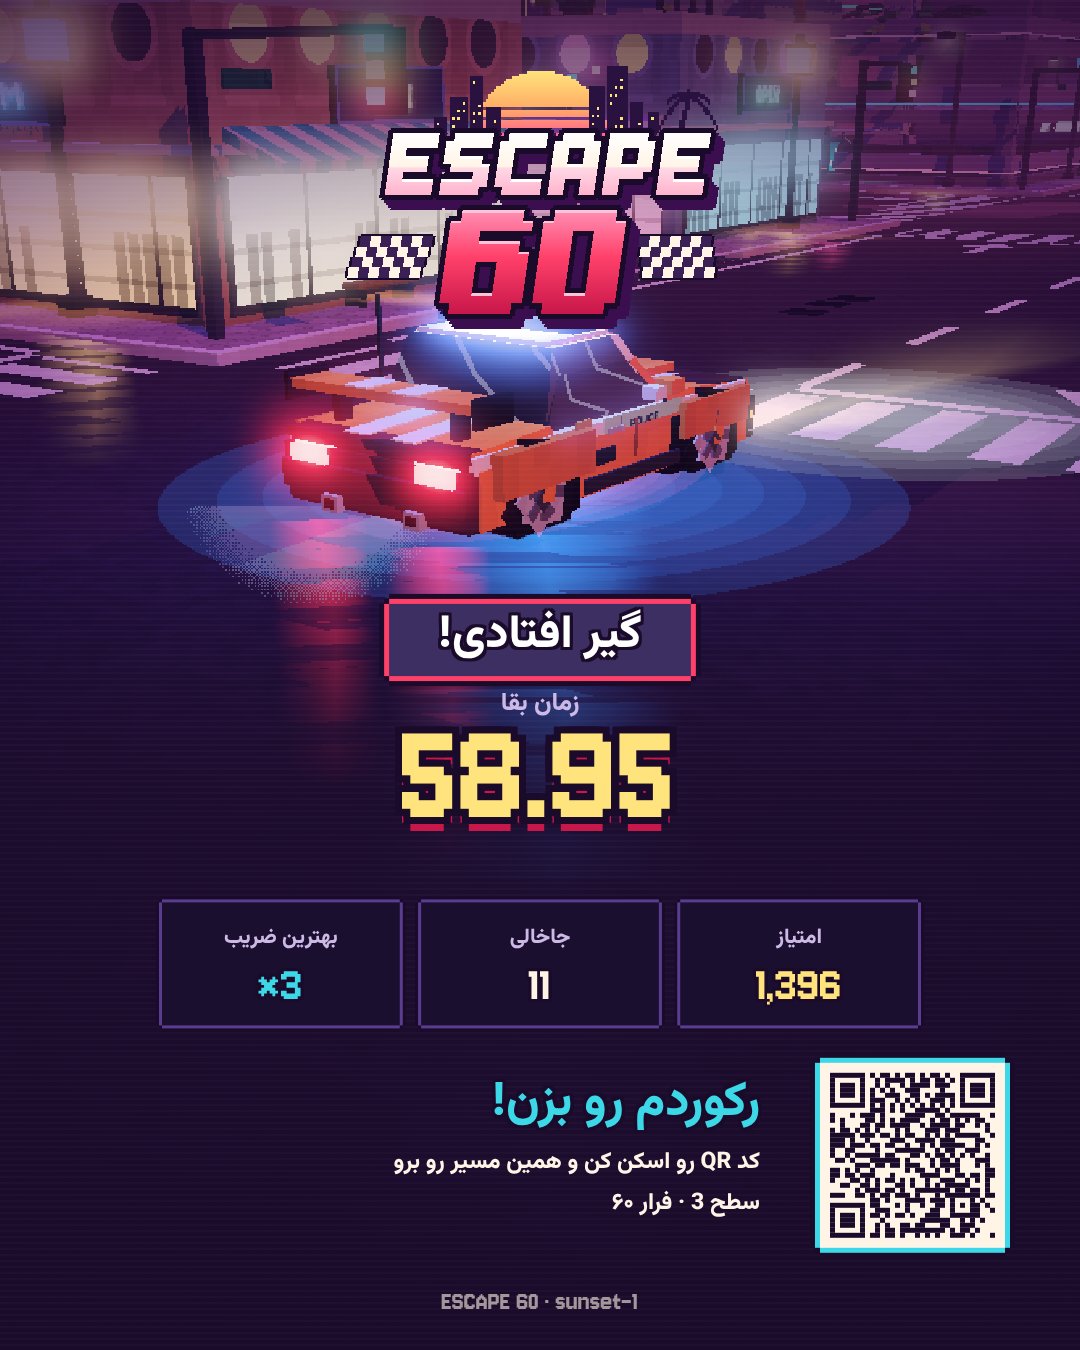 ESCAPE
60
POLICE
گیر افتادی!
زمان بقا
58.95
امتیاز
1,396
جاخالی
11
بهترین ضریب
×3
رکوردم رو بزن!
کد QR رو اسکن کن و همین مسیر رو برو
سطح 3 · فرار ۶۰
ESCAPE 60 · sunset-1